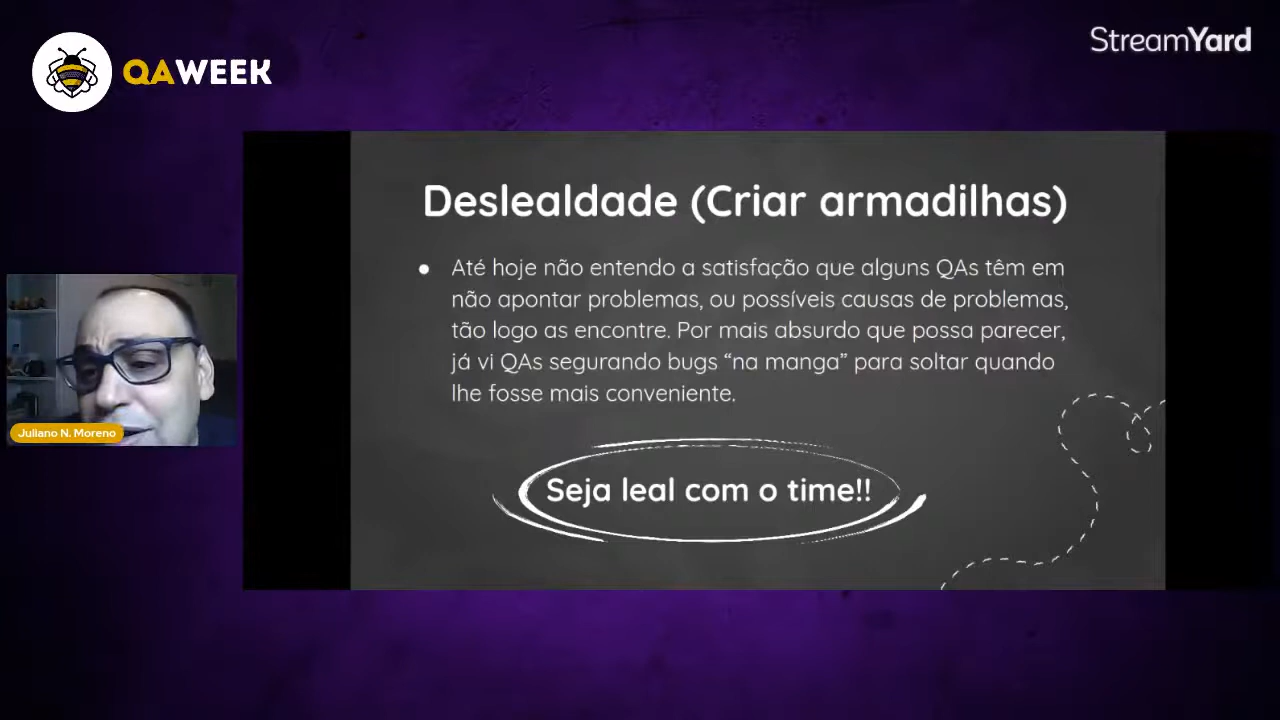 QAWEEK
StreamYard
Deslealdade (Criar armadilhas)
● Até hoje não entendo a satisfação que alguns QAs têm em
não apontar problemas, ou possíveis causas de problemas,
tão logo as encontre. Por mais absurdo que possa parecer,
já vi QAs segurando bugs “na manga” para soltar quando
lhe fosse mais conveniente.
Seja leal com o time!!
Juliano N. Moreno